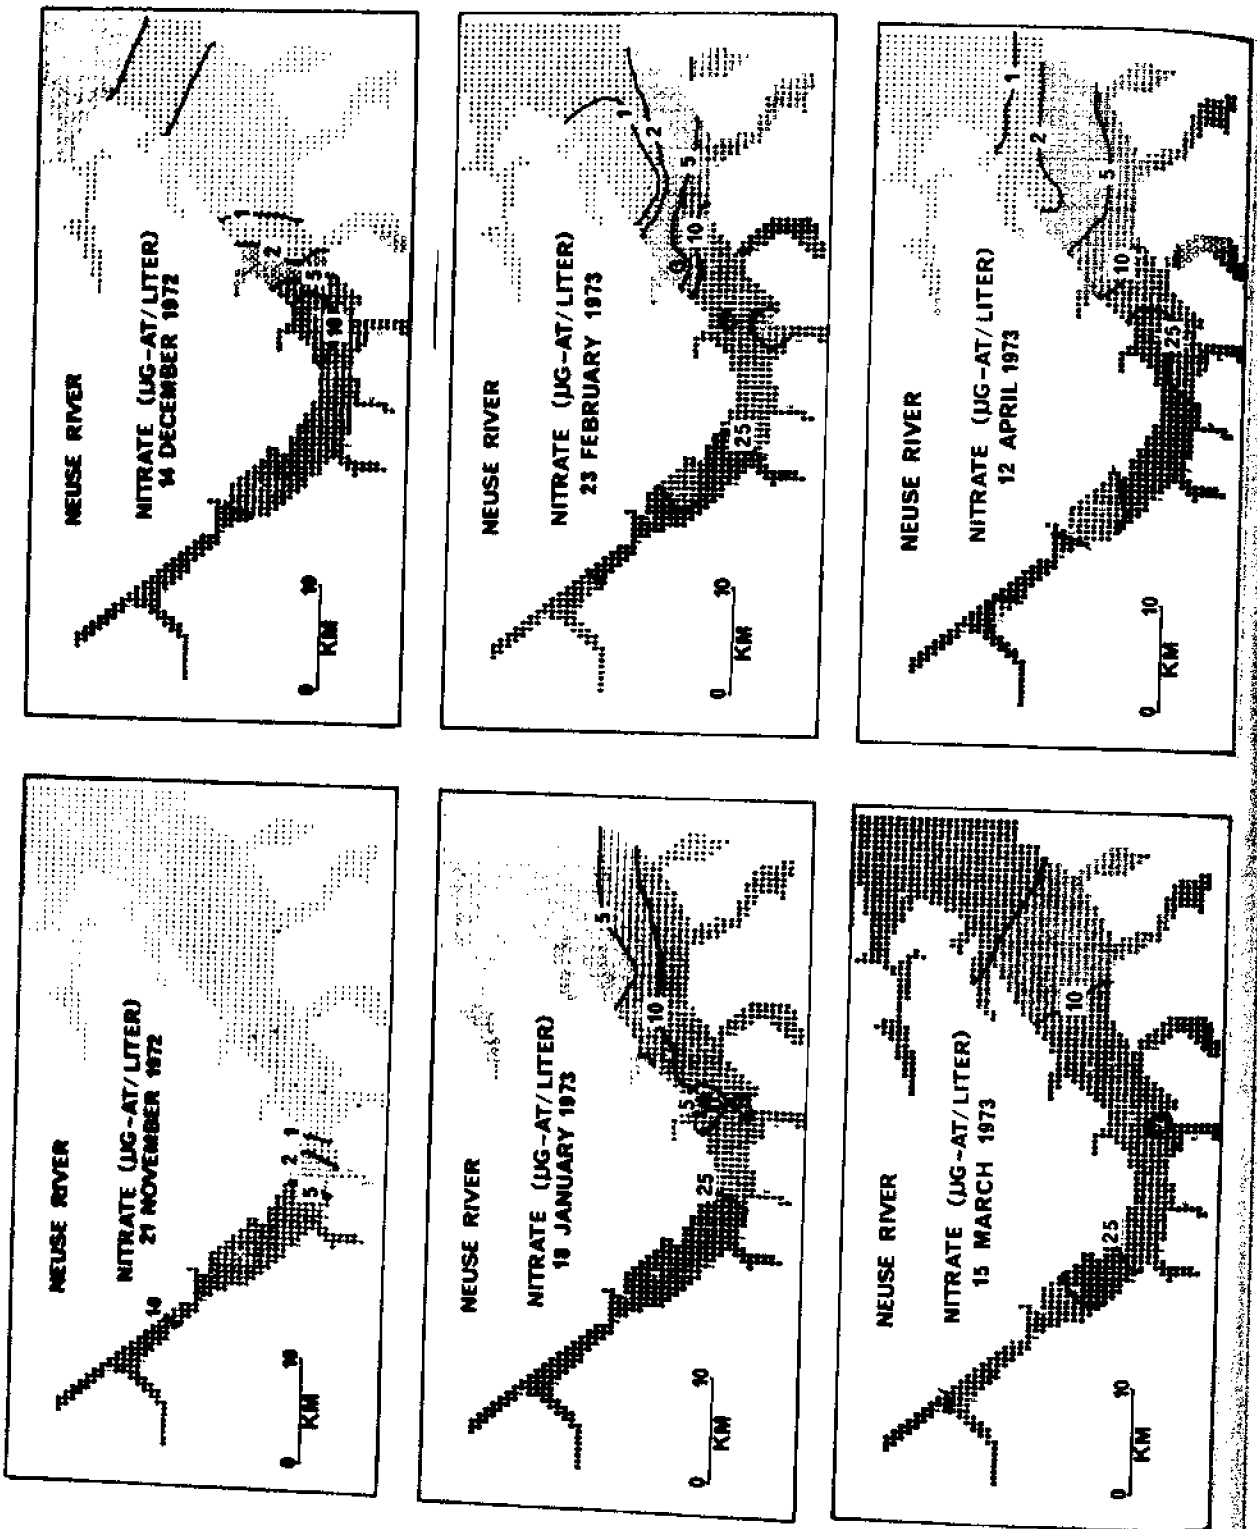 NEUSE RIVER
NITRATE (µG-AT/LITER)
21 NOVEMBER 1972
10
5
2
1
0 10
KM
NEUSE RIVER
NITRATE (µG-AT/LITER)
14 DECEMBER 1972
10
5
2
1
0 10
KM
NEUSE RIVER
NITRATE (µG-AT/LITER)
18 JANUARY 1973
25
5
10
5
0 10
KM
NEUSE RIVER
NITRATE (µG-AT/LITER)
23 FEBRUARY 1973
25
10
5
2
1
0 10
KM
NEUSE RIVER
NITRATE (µG-AT/LITER)
15 MARCH 1973
25
10
0 10
KM
NEUSE RIVER
NITRATE (µG-AT/LITER)
12 APRIL 1973
25
10
5
2
1
0 10
KM